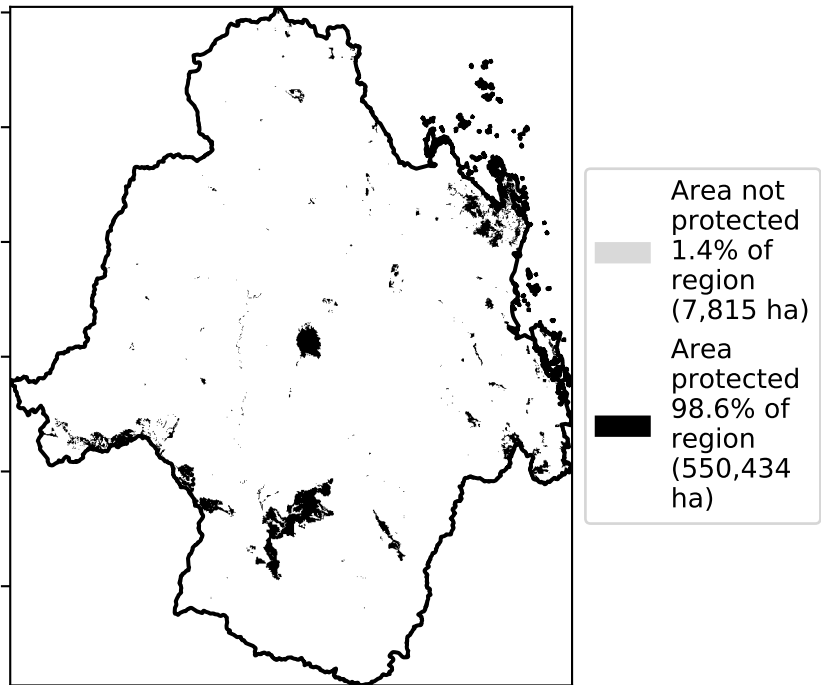 Area not
protected
1.4% of
region
(7,815 ha)
Area
protected
98.6% of
region
(550,434
ha)